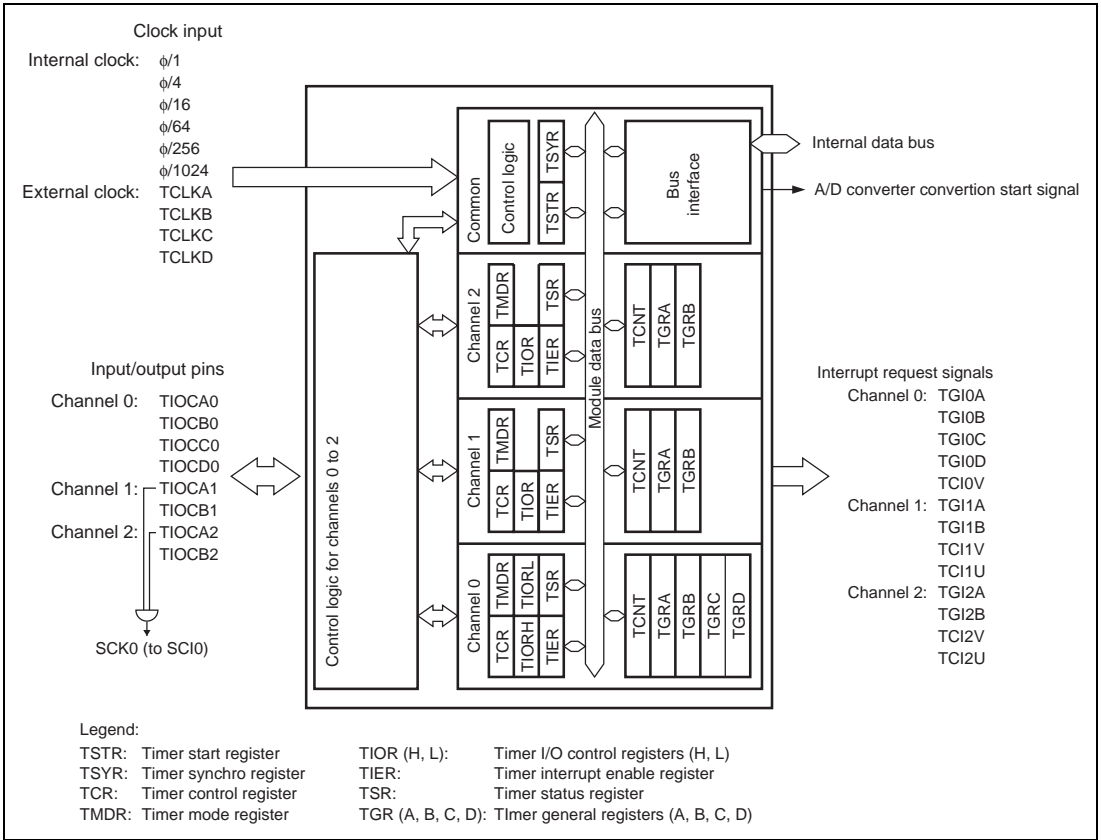 Clock input
Internal clock: ϕ/1
ϕ/4
ϕ/16
ϕ/64
ϕ/256
ϕ/1024
External clock: TCLKA
TCLKB
TCLKC
TCLKD
Input/output pins
Channel 0: TIOCA0
TIOCB0
TIOCC0
TIOCD0
Channel 1: TIOCA1
TIOCB1
Channel 2: TIOCA2
TIOCB2
SCK0 (to SCI0)
Control logic for channels 0 to 2
Common
Control logic
TSTR TSYR
Bus
interface
Module data bus
Channel 2
TCR TMDR
TIOR
TIER TSR
TCNT
TGRA
TGRB
Channel 1
TCR TMDR
TIOR
TIER TSR
TCNT
TGRA
TGRB
Channel 0
TCR TMDR
TIORH TIORL
TIER TSR
TCNT
TGRA
TGRB
TGRC
TGRD
Internal data bus
A/D converter convertion start signal
Interrupt request signals
Channel 0: TGI0A
TGI0B
TGI0C
TGI0D
TCI0V
Channel 1: TGI1A
TGI1B
TCI1V
TCI1U
Channel 2: TGI2A
TGI2B
TCI2V
TCI2U
Legend:
TSTR: Timer start register
TSYR: Timer synchro register
TCR: Timer control register
TMDR: Timer mode register
TIOR (H, L): Timer I/O control registers (H, L)
TIER: Timer interrupt enable register
TSR: Timer status register
TGR (A, B, C, D): TImer general registers (A, B, C, D)